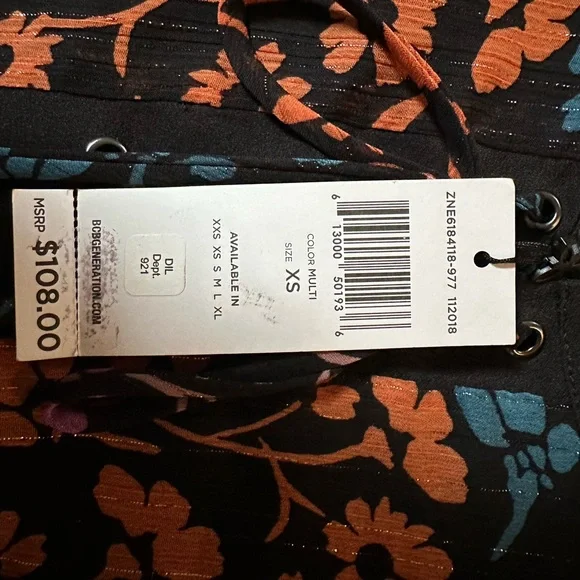 ZNE6184118-977 112018
6 13000 50193 6
COLOR MULTI
SIZE XS
AVAILABLE IN
XXS XS S M L XL
DIL
Dept.
921
BCBGENERATION.COM
MSRP $108.00